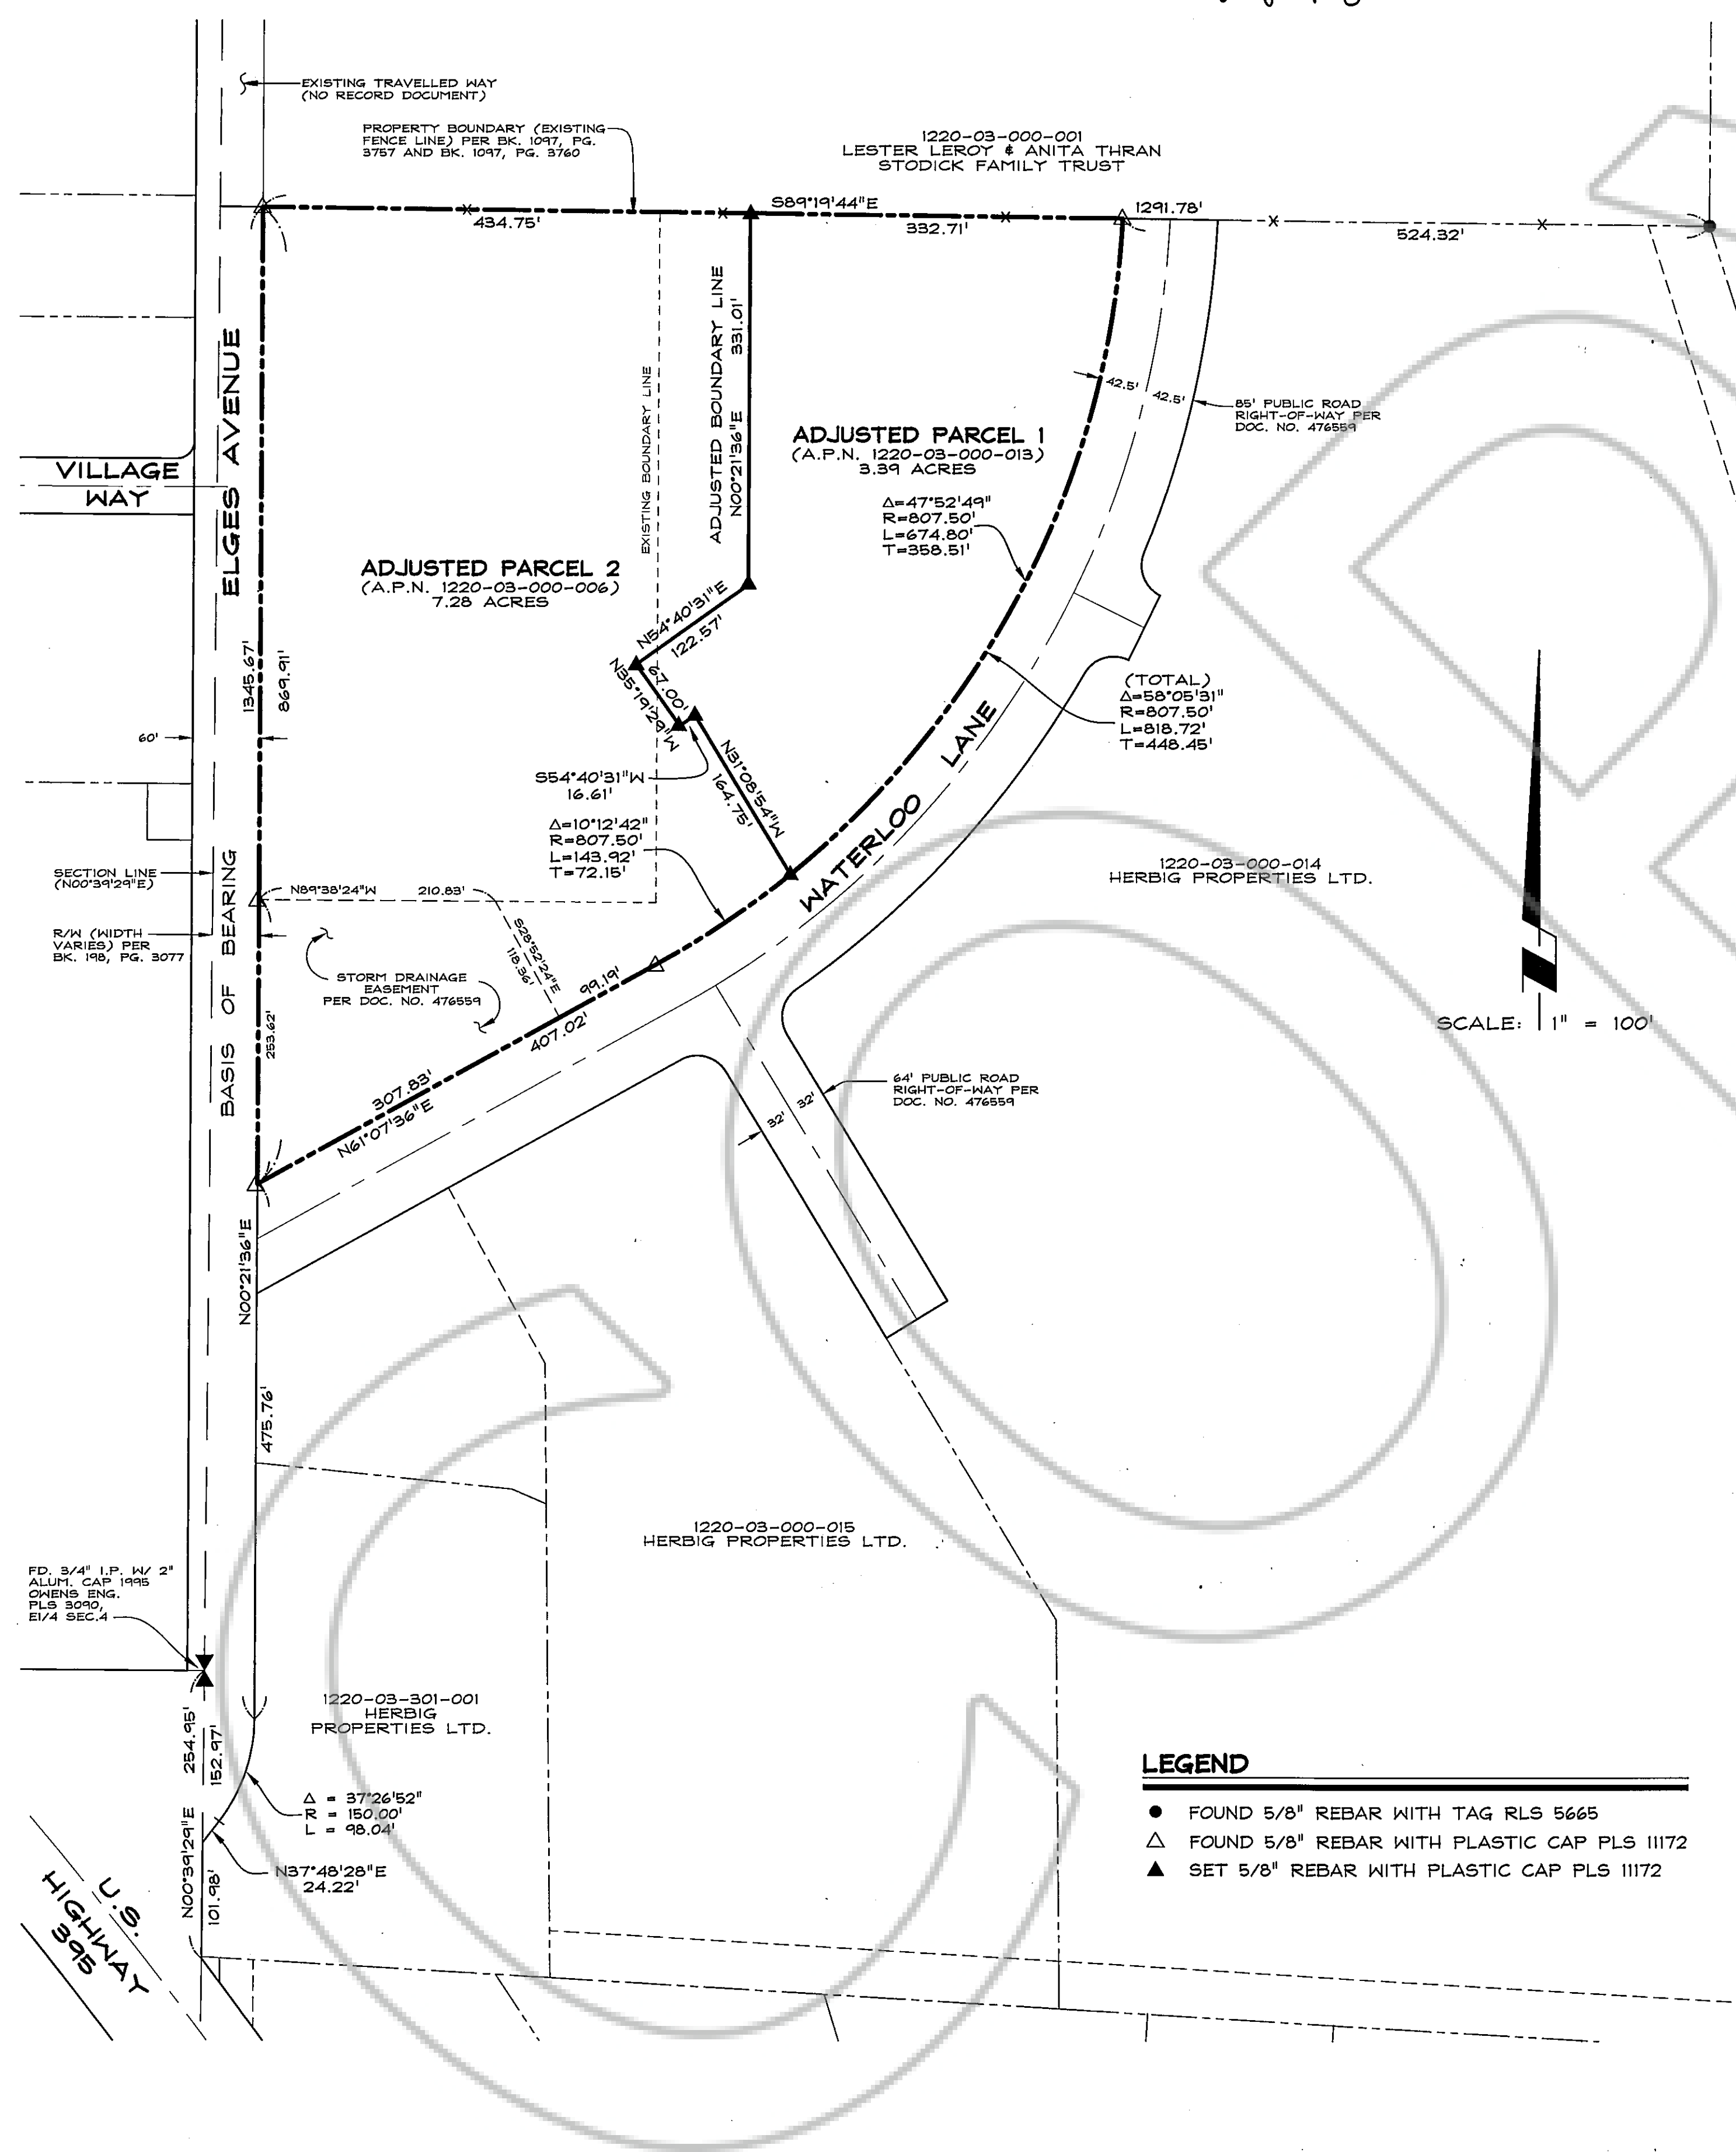 EXISTING TRAVELLED WAY
(NO RECORD DOCUMENT)
PROPERTY BOUNDARY (EXISTING
FENCE LINE) PER BK. 1097, PG.
3757 AND BK. 1097, PG. 3760
1220-03-000-001
LESTER LEROY & ANITA THRAN
STODICK FAMILY TRUST
S89°19'44"E
1291.78'
434.75'
332.71'
524.32'
ELGES AVENUE
VILLAGE
WAY
EXISTING BOUNDARY LINE
ADJUSTED BOUNDARY LINE
N00°21'36"E 331.01'
42.5' 42.5'
85' PUBLIC ROAD
RIGHT-OF-WAY PER
DOC. NO. 476559
ADJUSTED PARCEL 1
(A.P.N. 1220-03-000-013)
3.39 ACRES
Δ=47°52'49"
R=807.50'
L=674.80'
T=358.51'
ADJUSTED PARCEL 2
(A.P.N. 1220-03-000-006)
7.28 ACRES
N54°40'31"E
122.57'
N35°19'29"W
67.00'
1345.67'
869.91'
60'
S54°40'31"W
16.61'
N31°08'54"W
164.75'
(TOTAL)
Δ=58°05'31"
R=807.50'
L=818.72'
T=448.45'
WATERLOO LANE
Δ=10°12'42"
R=807.50'
L=143.92'
T=72.15'
1220-03-000-014
HERBIG PROPERTIES LTD.
SECTION LINE
(N00°39'29"E)
BASIS OF BEARING
N89°38'24"W 210.83'
R/W (WIDTH
VARIES) PER
BK. 198, PG. 3077
S28°52'24"E
118.36'
STORM DRAINAGE
EASEMENT
PER DOC. NO. 476559
99.19'
407.02'
253.62'
307.83'
N61°07'36"E
SCALE: 1" = 100'
64' PUBLIC ROAD
RIGHT-OF-WAY PER
DOC. NO. 476559
32' 32'
N00°21'36"E
475.76'
1220-03-000-015
HERBIG PROPERTIES LTD.
FD. 3/4" I.P. W/ 2"
ALUM. CAP 1995
OWENS ENG.
PLS 3090,
E1/4 SEC.4
1220-03-301-001
HERBIG
PROPERTIES LTD.
254.95'
152.97'
Δ = 37°26'52"
R = 150.00'
L = 98.04'
N37°48'28"E
24.22'
N00°39'29"E
101.98'
U.S.
HIGHWAY
395
LEGEND
FOUND 5/8" REBAR WITH TAG RLS 5665
FOUND 5/8" REBAR WITH PLASTIC CAP PLS 11172
SET 5/8" REBAR WITH PLASTIC CAP PLS 11172